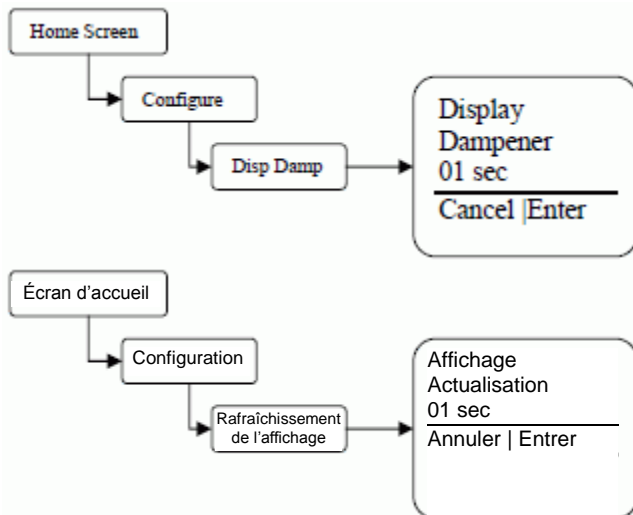 Home Screen
Configure
Disp Damp
Display
Dampener
01 sec
Cancel |Enter
Écran d'accueil
Configuration
Rafraîchissement
de l'affichage
Affichage
Actualisation
01 sec
Annuler | Entrer